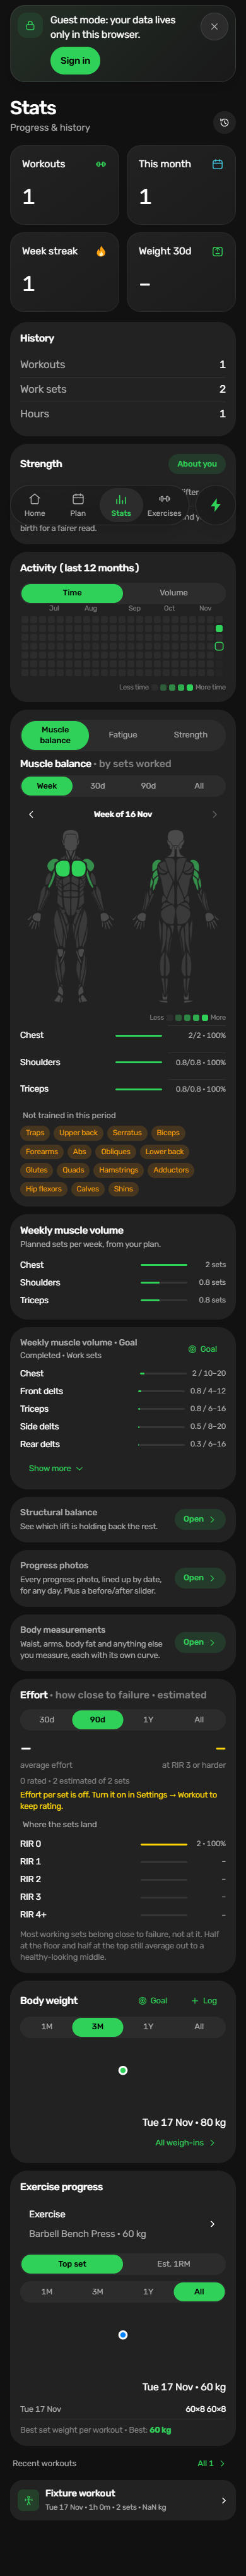 Guest mode: your data lives
only in this browser.
Sign in
Stats
Progress & history
Workouts
1
This month
1
Week streak
1
Weight 30d
–
History
Workouts 1
Work sets 2
Hours 1
Strength About you
Home Plan Stats Exercises
birth for a fairer read.
Activity (last 12 months)
Time Volume
Jul Aug Sep Oct Nov
Less time More time
Muscle
balance
Fatigue
Strength
Muscle balance · by sets worked
Week 30d 90d All
Week of 16 Nov
Less More
Chest 2/2 · 100%
Shoulders 0.8/0.8 · 100%
Triceps 0.8/0.8 · 100%
Not trained in this period
Traps Upper back Serratus Biceps
Forearms Abs Obliques Lower back
Glutes Quads Hamstrings Adductors
Hip flexors Calves Shins
Weekly muscle volume
Planned sets per week, from your plan.
Chest 2 sets
Shoulders 0.8 sets
Triceps 0.8 sets
Weekly muscle volume · Goal
Completed · Work sets
Goal
Chest 2 / 10–20
Front delts 0.8 / 4–12
Triceps 0.8 / 6–16
Side delts 0.5 / 8–20
Rear delts 0.3 / 6–16
Show more
Structural balance
See which lift is holding back the rest.
Open
Progress photos
Every progress photo, lined up by date,
for any day. Plus a before/after slider.
Open
Body measurements
Waist, arms, body fat and anything else
you measure, each with its own curve.
Open
Effort · how close to failure · estimated
30d 90d 1Y All
– –
average effort at RIR 3 or harder
0 rated · 2 estimated of 2 sets
Effort per set is off. Turn it on in Settings → Workout to
keep rating.
Where the sets land
RIR 0 2 · 100%
RIR 1 –
RIR 2 –
RIR 3 –
RIR 4+ –
Most working sets belong close to failure, not at it. Half
at the floor and half at the top still average out to a
healthy-looking middle.
Body weight Goal + Log
1M 3M 1Y All
Tue 17 Nov · 80 kg
All weigh-ins
Exercise progress
Exercise
Barbell Bench Press · 60 kg
Top set Est. 1RM
1M 3M 1Y All
Tue 17 Nov · 60 kg
Tue 17 Nov 60×8 60×8
Best set weight per workout · Best: 60 kg
Recent workouts All 1
Fixture workout
Tue 17 Nov · 1h 0m · 2 sets · NaN kg